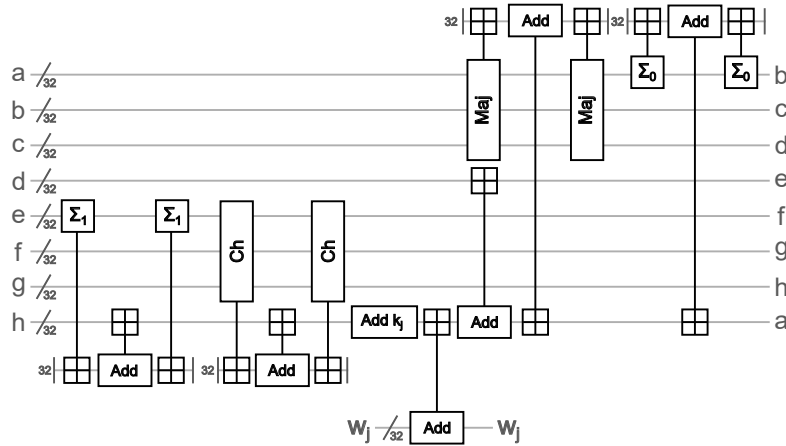 32 Add 32 Add
a 32 Σ₀ Σ₀ b
b 32 Maj Maj c
c 32 d
d 32 e
e 32 Σ₁ Σ₁ f
f 32 Ch Ch g
g 32 h
h 32 Add kⱼ Add a
32 Add 32 Add
Wⱼ 32 Add Wⱼ